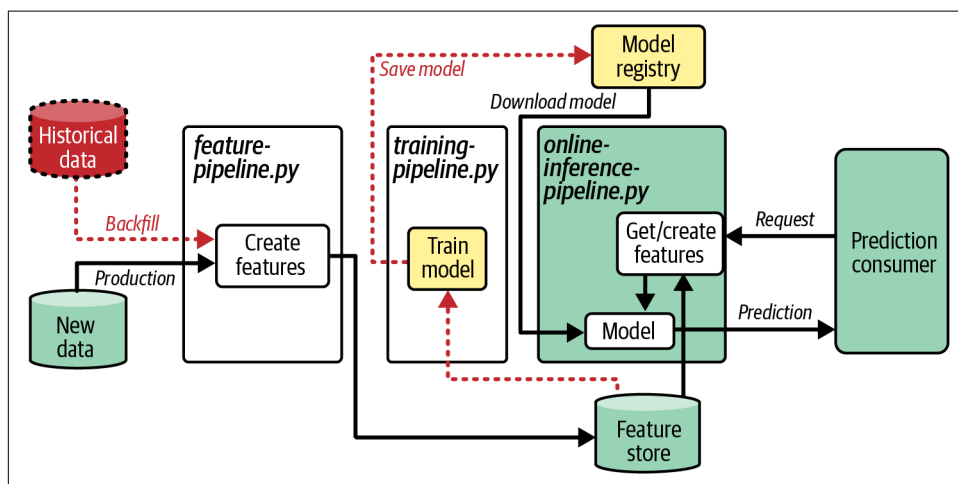 Model
registry
Save model
Download model
Historical
data
feature-
pipeline.py
training-
pipeline.py
online-
inference-
pipeline.py
Backfill
Create
features
Train
model
Get/create
features
Request
Prediction
consumer
Production
New
data
Model
Prediction
Feature
store